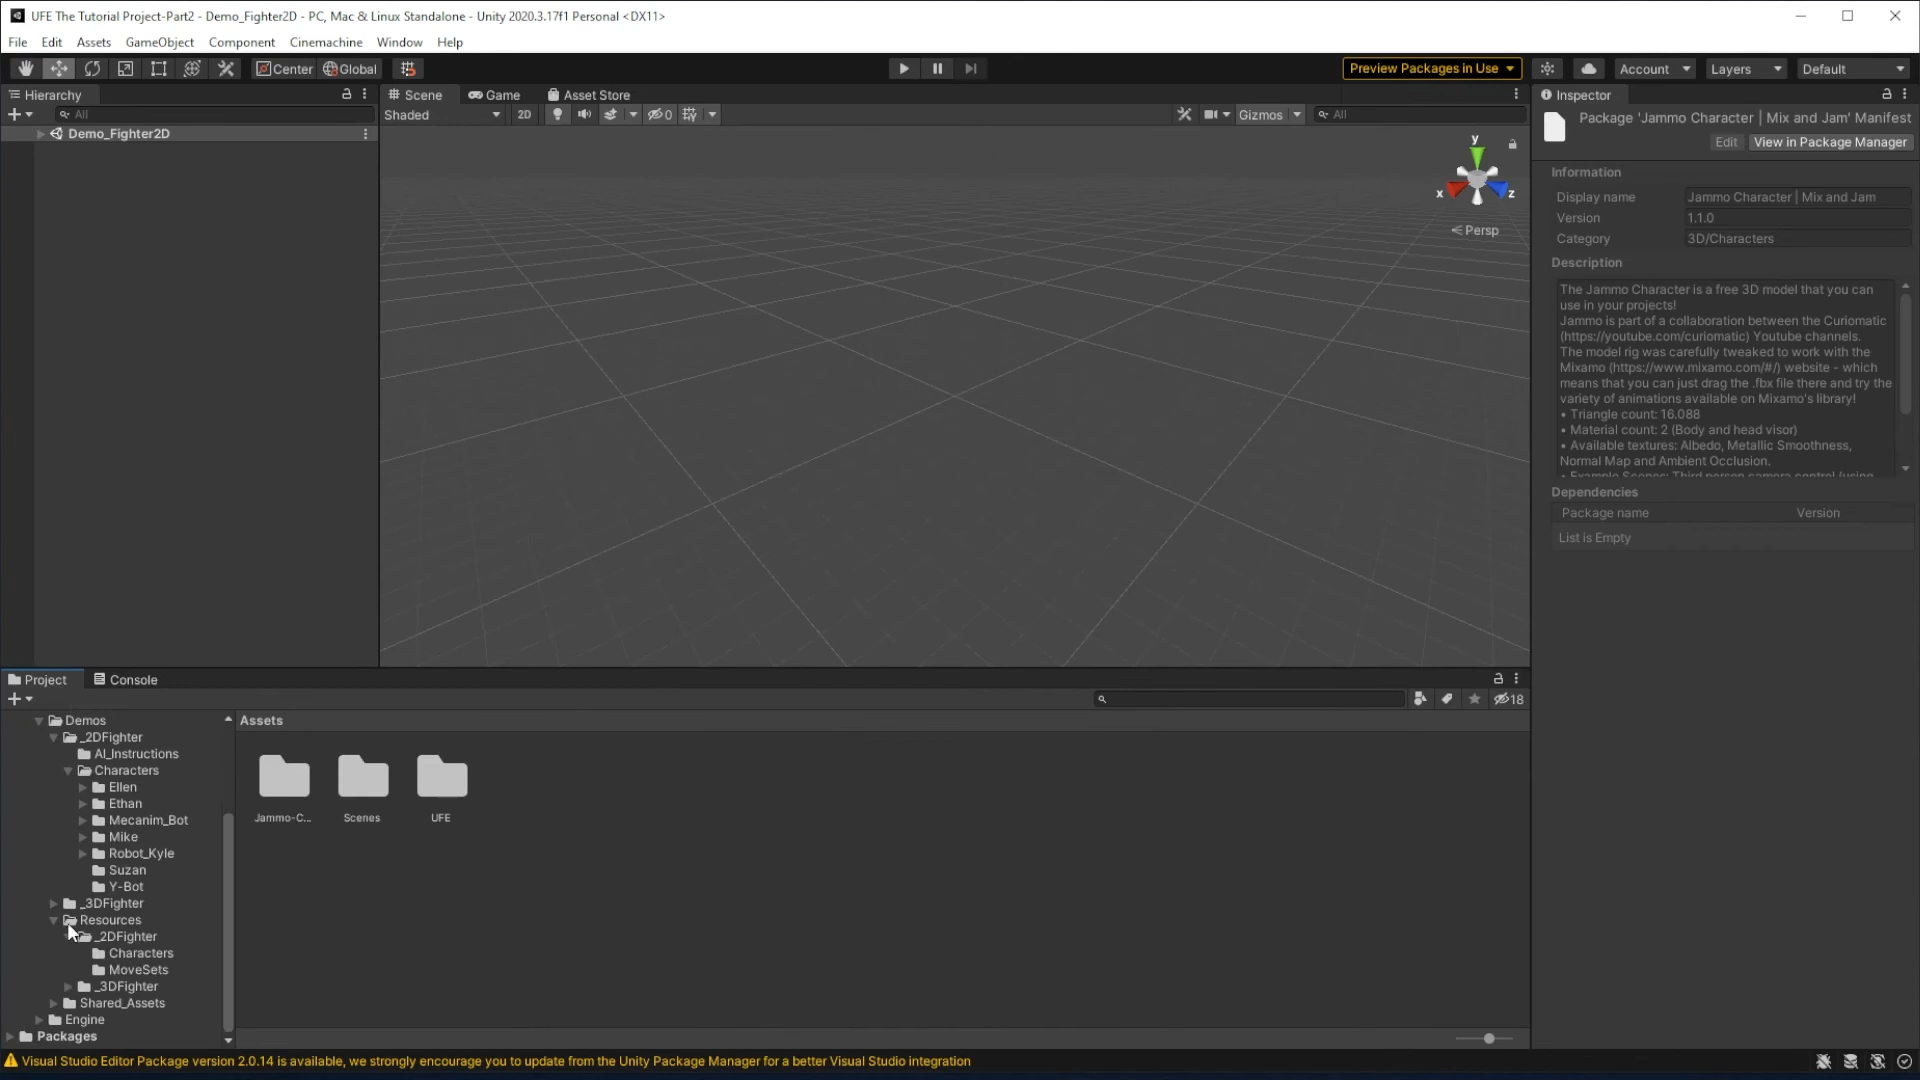 UFE The Tutorial Project-Part2 - Demo_Fighter2D - PC, Mac & Linux Standalone - Unity 2020.3.17f1 Personal <DX11>
File Edit Assets GameObject Component Cinemachine Window Help
Center Global Preview Packages in Use Account Layers Default
Hierarchy
All
Demo_Fighter2D
Scene Game Asset Store
Shaded 2D 0 Gizmos All
y
x z
Persp
Inspector
Package 'Jammo Character | Mix and Jam' Manifest
Edit View in Package Manager
Information
Display name Jammo Character | Mix and Jam
Version 1.1.0
Category 3D/Characters
Description
The Jammo Character is a free 3D model that you can
use in your projects!
Jammo is part of a collaboration between the Curiomatic
(https://youtube.com/curiomatic) Youtube channels.
The model rig was carefully tweaked to work with the
Mixamo (https://www.mixamo.com/#/) website - which
means that you can just drag the .fbx file there and try the
variety of animations available on Mixamo's library!
• Triangle count: 16.088
• Material count: 2 (Body and head visor)
• Available textures: Albedo, Metallic Smoothness,
Normal Map and Ambient Occlusion.
• Example Scenes: Third person camera control (using
Dependencies
Package name Version
List is Empty
Project Console
18
Demos
_2DFighter
AI_Instructions
Characters
Ellen
Ethan
Mecanim_Bot
Mike
Robot_Kyle
Suzan
Y-Bot
_3DFighter
Resources
_2DFighter
Characters
MoveSets
_3DFighter
Shared_Assets
Engine
Packages
Assets
Jammo-C... Scenes UFE
Visual Studio Editor Package version 2.0.14 is available, we strongly encourage you to update from the Unity Package Manager for a better Visual Studio integration